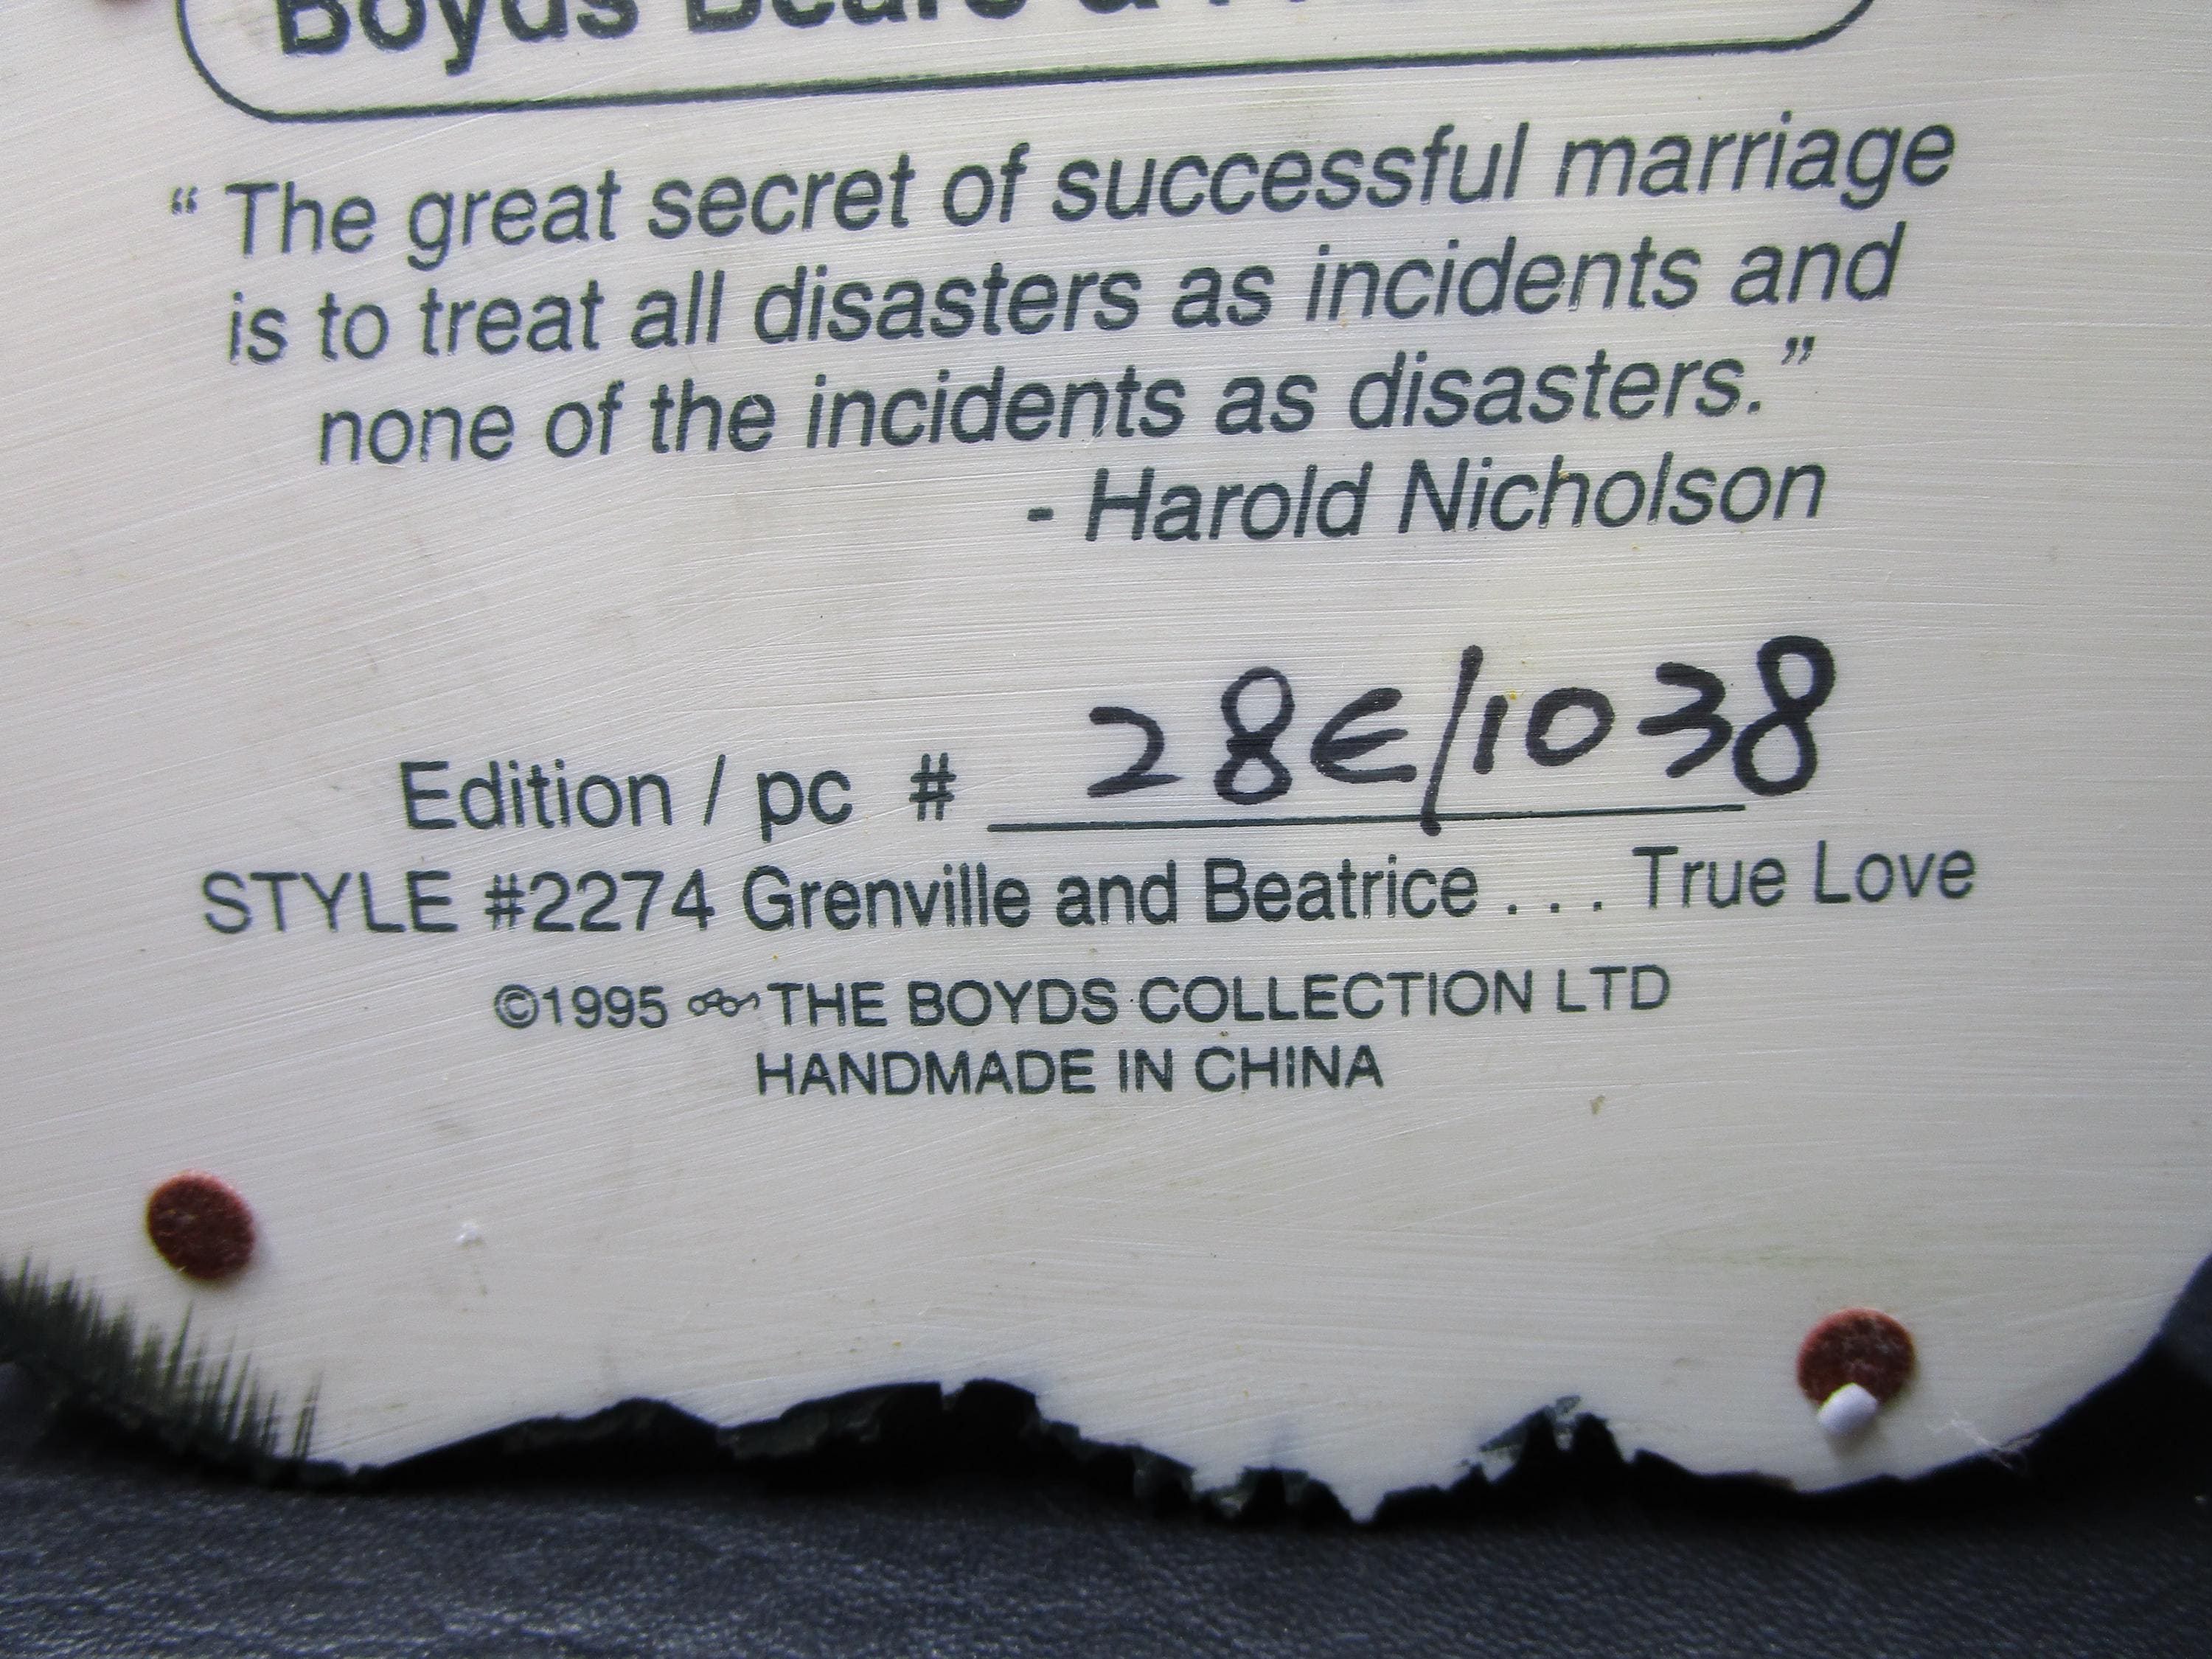 Boyds Bears &
“ The great secret of successful marriage
is to treat all disasters as incidents and
none of the incidents as disasters.”
- Harold Nicholson
Edition / pc # 28E/1038
STYLE #2274 Grenville and Beatrice . . . True Love
©1995 THE BOYDS COLLECTION LTD
HANDMADE IN CHINA